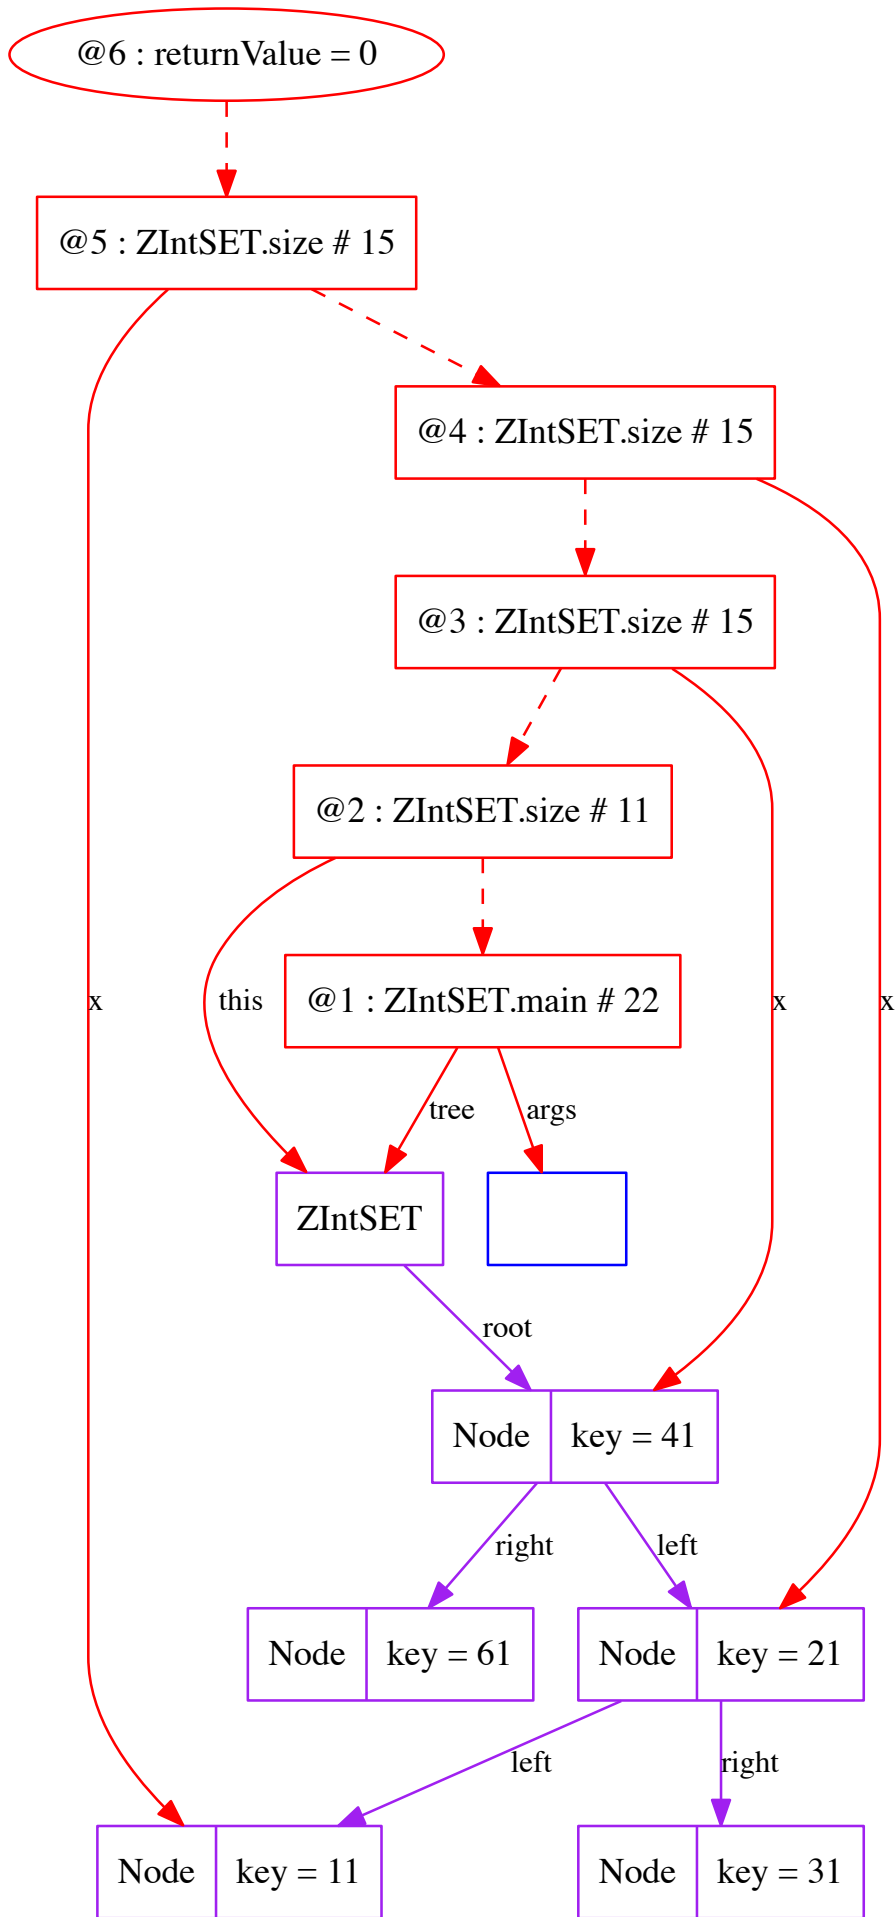 @6 : returnValue = 0
@5 : ZIntSET.size # 15
@4 : ZIntSET.size # 15
@3 : ZIntSET.size # 15
@2 : ZIntSET.size # 11
x
this
@1 : ZIntSET.main # 22
x
x
tree
args
ZIntSET
root
Node
key = 41
right
left
Node
key = 61
Node
key = 21
left
right
Node
key = 11
Node
key = 31